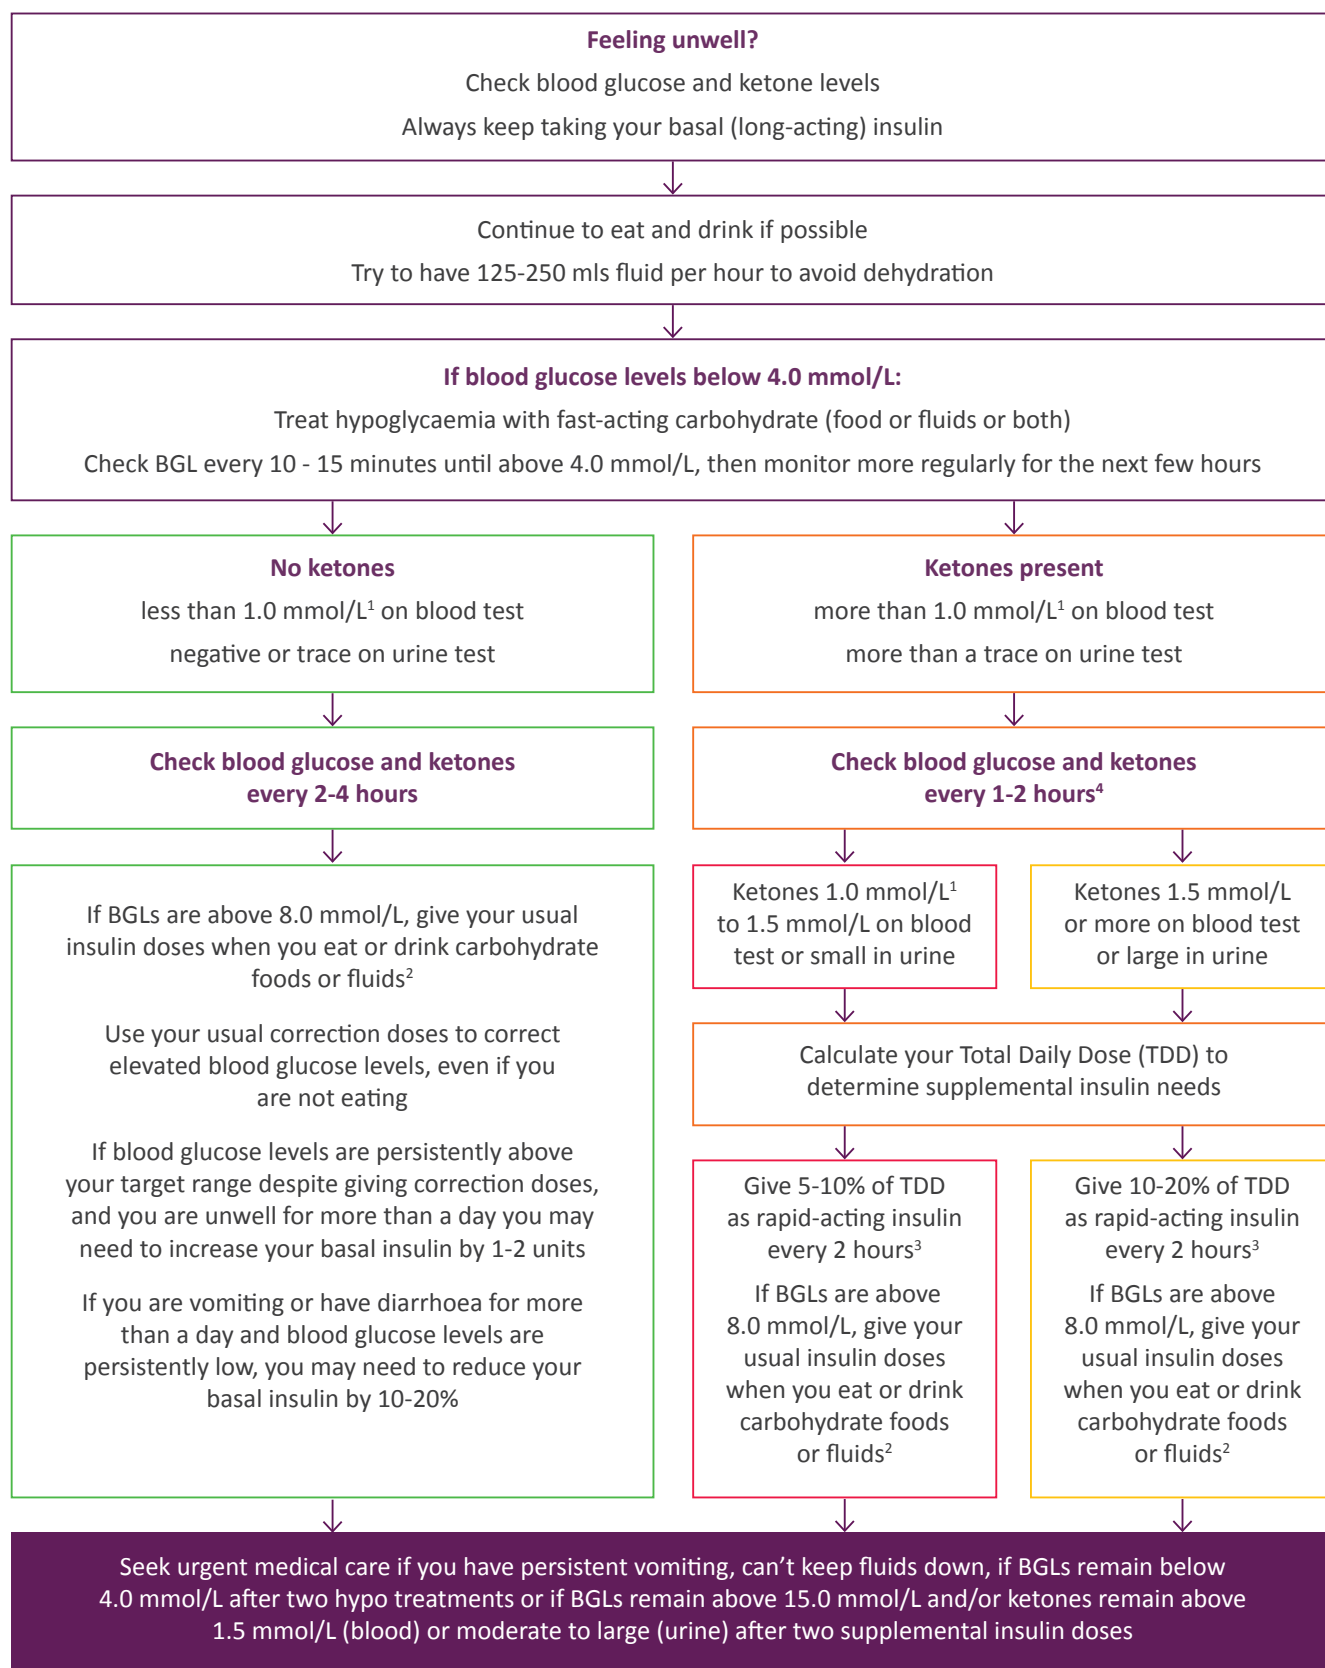 Feeling unwell?
Check blood glucose and ketone levels
Always keep taking your basal (long-acting) insulin
Continue to eat and drink if possible
Try to have 125-250 mls fluid per hour to avoid dehydration
If blood glucose levels below 4.0 mmol/L:
Treat hypoglycaemia with fast-acting carbohydrate (food or fluids or both)
Check BGL every 10 - 15 minutes until above 4.0 mmol/L, then monitor more regularly for the next few hours
No ketones
less than 1.0 mmol/L¹ on blood test
negative or trace on urine test
Ketones present
more than 1.0 mmol/L¹ on blood test
more than a trace on urine test
Check blood glucose and ketones
every 2-4 hours
Check blood glucose and ketones
every 1-2 hours⁴
If BGLs are above 8.0 mmol/L, give your usual
insulin doses when you eat or drink carbohydrate
foods or fluids²
Use your usual correction doses to correct
elevated blood glucose levels, even if you
are not eating
If blood glucose levels are persistently above
your target range despite giving correction doses,
and you are unwell for more than a day you may
need to increase your basal insulin by 1-2 units
If you are vomiting or have diarrhoea for more
than a day and blood glucose levels are
persistently low, you may need to reduce your
basal insulin by 10-20%
Ketones 1.0 mmol/L¹
to 1.5 mmol/L on blood
test or small in urine
Ketones 1.5 mmol/L
or more on blood test
or large in urine
Calculate your Total Daily Dose (TDD) to
determine supplemental insulin needs
Give 5-10% of TDD
as rapid-acting insulin
every 2 hours³
If BGLs are above
8.0 mmol/L, give your
usual insulin doses
when you eat or drink
carbohydrate foods
or fluids²
Give 10-20% of TDD
as rapid-acting insulin
every 2 hours³
If BGLs are above
8.0 mmol/L, give your
usual insulin doses
when you eat or drink
carbohydrate foods
or fluids²
Seek urgent medical care if you have persistent vomiting, can’t keep fluids down, if BGLs remain below
4.0 mmol/L after two hypo treatments or if BGLs remain above 15.0 mmol/L and/or ketones remain above
1.5 mmol/L (blood) or moderate to large (urine) after two supplemental insulin doses